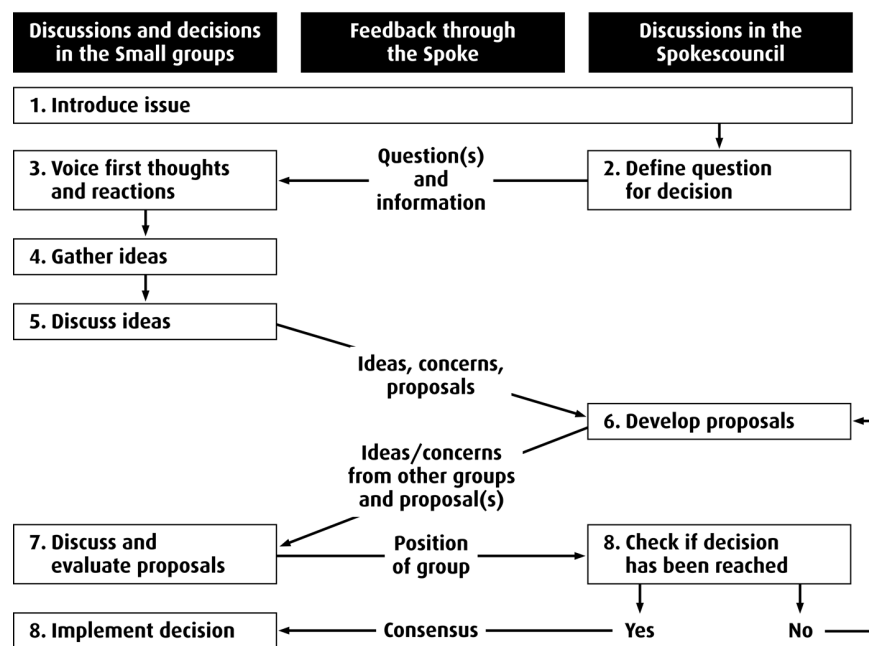 Discussions and decisions
in the Small groups
Feedback through
the Spoke
Discussions in the
Spokescouncil
1. Introduce issue
3. Voice first thoughts
and reactions
Question(s)
and
information
2. Define question
for decision
4. Gather ideas
5. Discuss ideas
Ideas, concerns,
proposals
6. Develop proposals
Ideas/concerns
from other groups
and proposal(s)
7. Discuss and
evaluate proposals
Position
of group
8. Check if decision
has been reached
8. Implement decision
Consensus
Yes
No